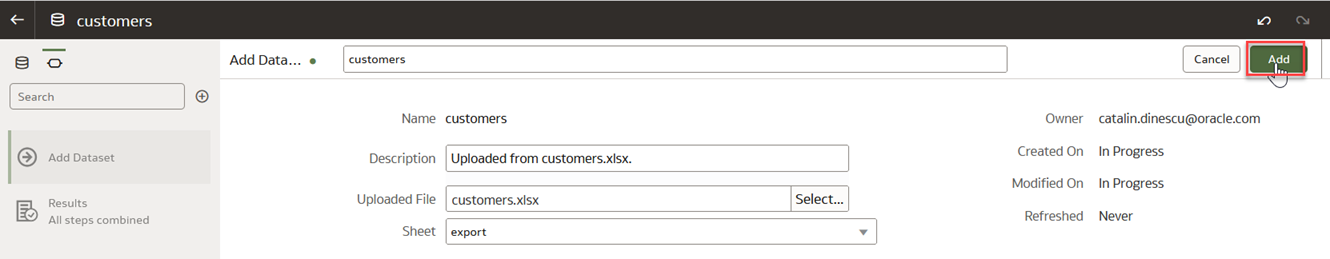 customers
Add Data...
customers
Cancel
Add
Search
Name customers
Owner catalin.dinescu@oracle.com
Add Dataset
Description Uploaded from customers.xlsx.
Created On In Progress
Modified On In Progress
Results
All steps combined
Uploaded File customers.xlsx Select...
Refreshed Never
Sheet export